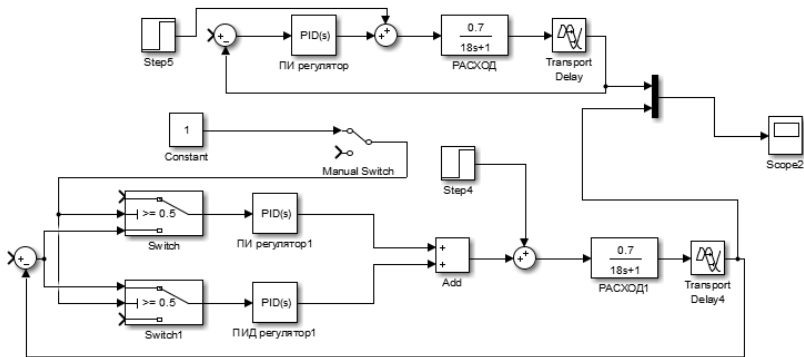 Step5
+
-
PID(s)
ПИ регулятор
+
+
0.7
18s+1
РАСХОД
Transport
Delay
1
Constant
Manual Switch
Scope2
Step4
>= 0.5
Switch
PID(s)
ПИ регулятор1
+
-
+
+
Add
+
+
0.7
18s+1
РАСХОД1
Transport
Delay4
>= 0.5
Switch1
PID(s)
ПИД регулятор1